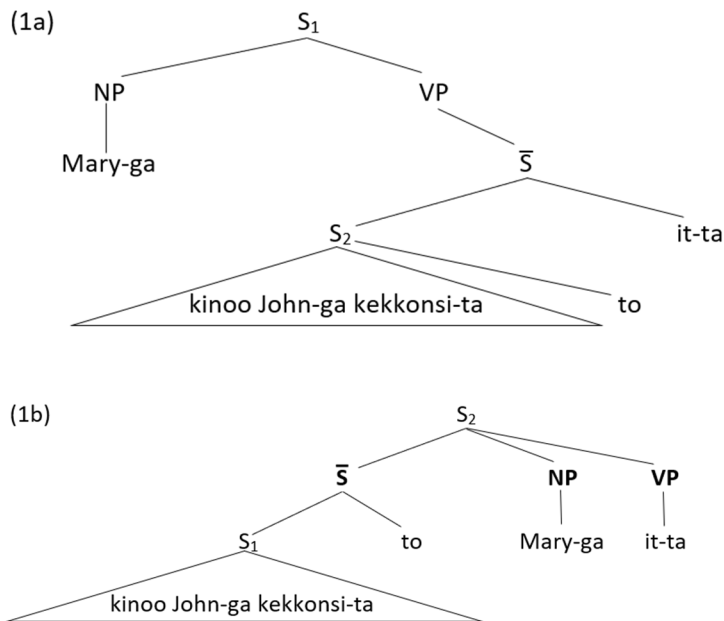 (1a) S₁
NP VP
Mary-ga
S̅
S₂ it-ta
kinoo John-ga kekkonsi-ta to
(1b) S₂
S̅ NP VP
S₁ to Mary-ga it-ta
kinoo John-ga kekkonsi-ta